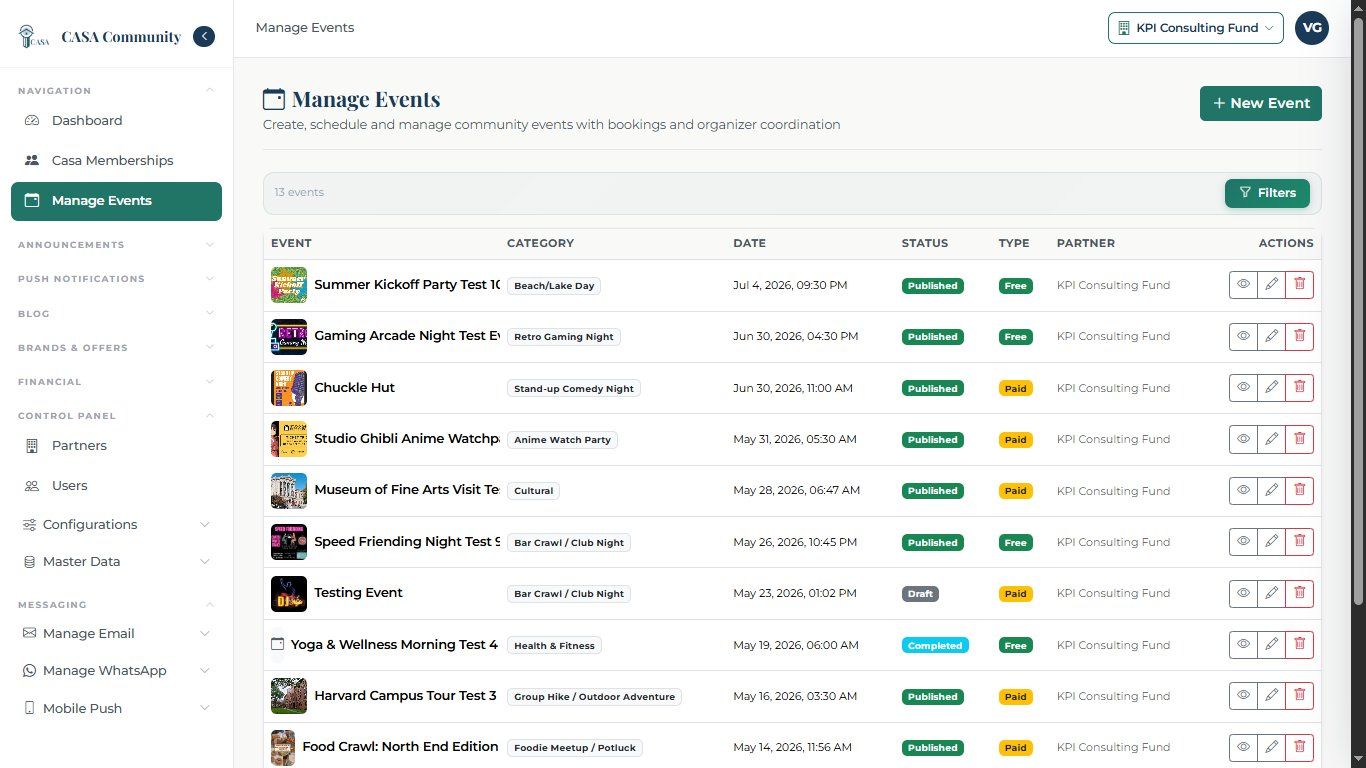 CASA CASA Community
Manage Events
KPI Consulting Fund
VG
NAVIGATION
Dashboard
Casa Memberships
Manage Events
ANNOUNCEMENTS
PUSH NOTIFICATIONS
BLOG
BRANDS & OFFERS
FINANCIAL
CONTROL PANEL
Partners
Users
Configurations
Master Data
MESSAGING
Manage Email
Manage WhatsApp
Mobile Push
Manage Events
Create, schedule and manage community events with bookings and organizer coordination
+ New Event
13 events
Filters
EVENT CATEGORY DATE STATUS TYPE PARTNER ACTIONS
Summer Kickoff Party Test 10 Beach/Lake Day Jul 4, 2026, 09:30 PM Published Free KPI Consulting Fund
Gaming Arcade Night Test Ev Retro Gaming Night Jun 30, 2026, 04:30 PM Published Free KPI Consulting Fund
Chuckle Hut Stand-up Comedy Night Jun 30, 2026, 11:00 AM Published Paid KPI Consulting Fund
Studio Ghibli Anime Watchpa Anime Watch Party May 31, 2026, 05:30 AM Published Paid KPI Consulting Fund
Museum of Fine Arts Visit Te Cultural May 28, 2026, 06:47 AM Published Paid KPI Consulting Fund
Speed Friending Night Test 9 Bar Crawl / Club Night May 26, 2026, 10:45 PM Published Free KPI Consulting Fund
Testing Event Bar Crawl / Club Night May 23, 2026, 01:02 PM Draft Paid KPI Consulting Fund
Yoga & Wellness Morning Test 4 Health & Fitness May 19, 2026, 06:00 AM Completed Free KPI Consulting Fund
Harvard Campus Tour Test 3 Group Hike / Outdoor Adventure May 16, 2026, 03:30 AM Published Paid KPI Consulting Fund
Food Crawl: North End Edition Foodie Meetup / Potluck May 14, 2026, 11:56 AM Published Paid KPI Consulting Fund